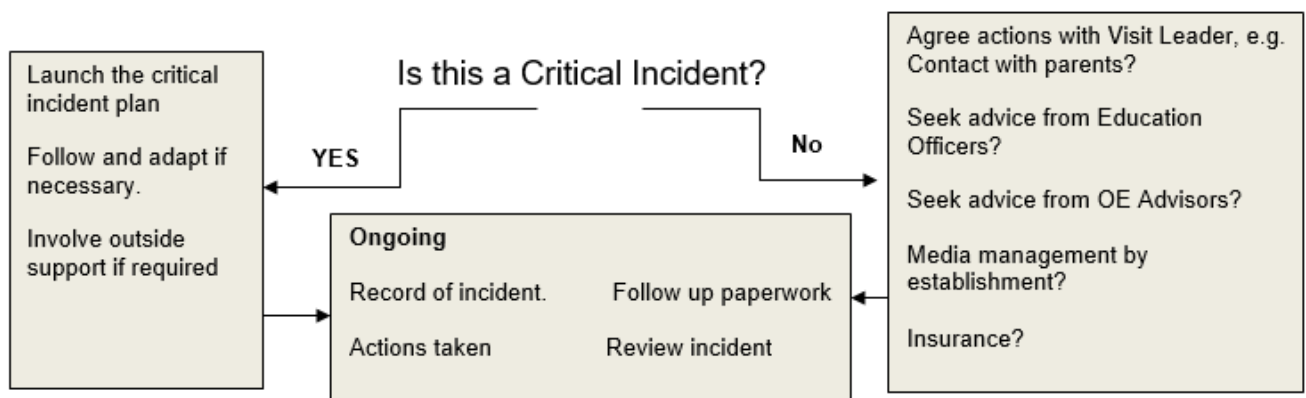 Is this a Critical Incident?
YES
No
Launch the critical
incident plan
Follow and adapt if
necessary.
Involve outside
support if required
Agree actions with Visit Leader, e.g.
Contact with parents?
Seek advice from Education
Officers?
Seek advice from OE Advisors?
Media management by
establishment?
Insurance?
Ongoing
Record of incident. Follow up paperwork
Actions taken Review incident